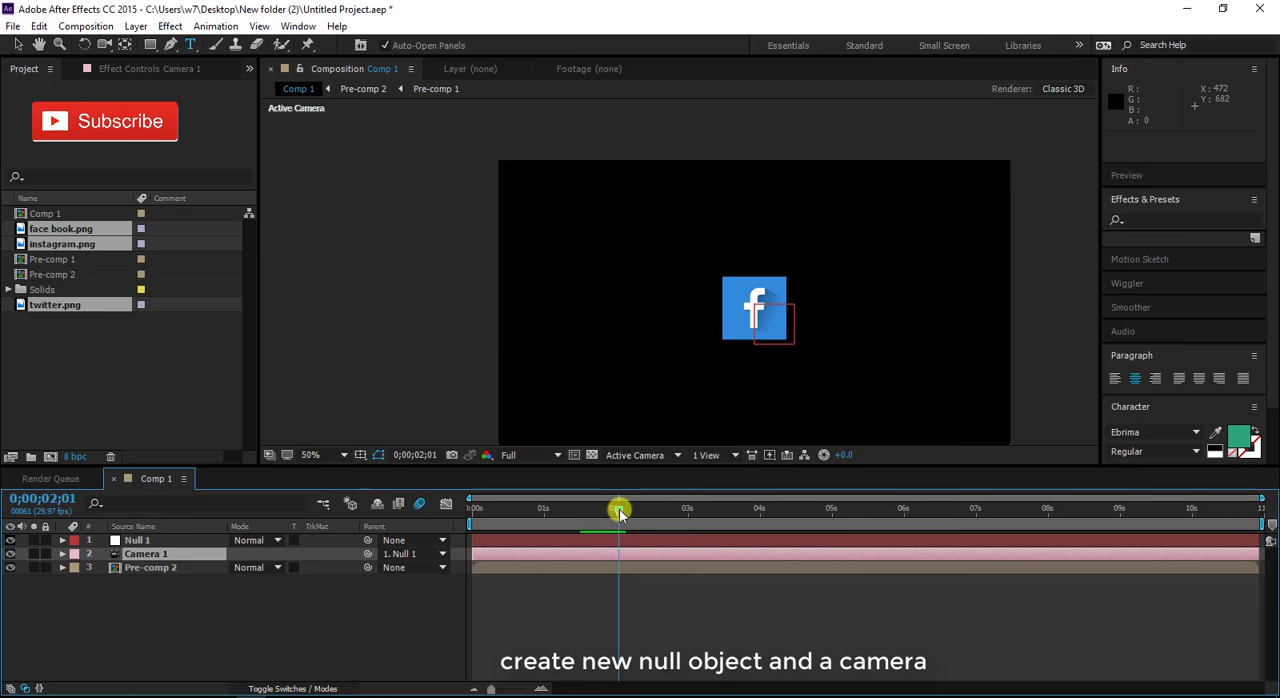 Ae Adobe After Effects CC 2015 - C:\Users\w7\Desktop\New folder (2)\Untitled Project.aep *
File Edit Composition Layer Effect Animation View Window Help
T Auto-Open Panels Essentials Standard Small Screen Libraries » Search Help
Project Effect Controls Camera 1 » × Composition Comp 1 Layer (none) Footage (none) Info
Comp 1 Pre-comp 2 Pre-comp 1 Renderer: Classic 3D
R: X: 472
G: Y: 682
B:
A: 0
Active Camera
Subscribe
Preview
Name Comment
Effects & Presets
Comp 1
face book.png
instagram.png
Pre-comp 1
Pre-comp 2
Solids
twitter.png
f
Motion Sketch
Wiggler
Smoother
Audio
Paragraph
Character
Ebrima
Regular
8 bpc 50% 0;00;02;01 Full Active Camera 1 View +0.0
Render Queue × Comp 1
0;00;02;01
00061 (29.97 fps)
01s 03s 04s 05s 06s 07s 08s 09s 10s
# Source Name Mode T TrkMat Parent
1 Null 1 Normal None
2 Camera 1 1. Null 1
3 Pre-comp 2 Normal None
create new null object and a camera
Toggle Switches / Modes